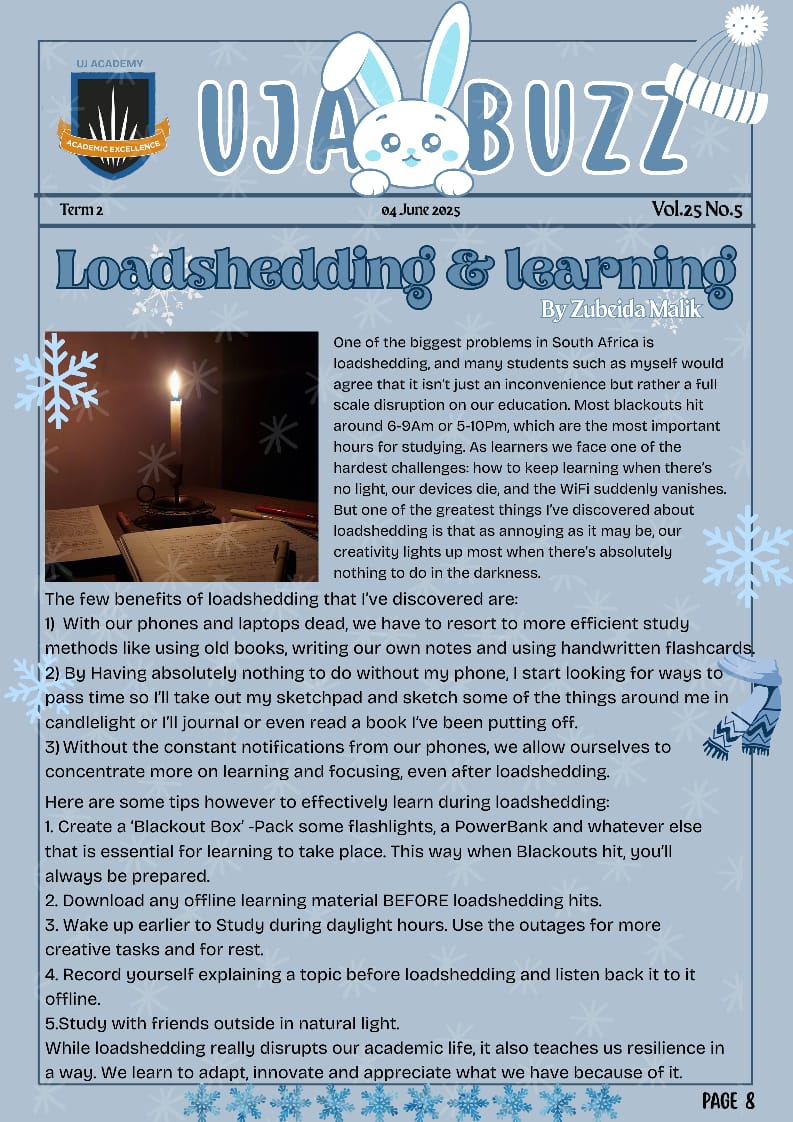 UJ ACADEMY
ACADEMIC EXCELLENCE
UJA BUZZ
Term 2 04 June 2025 Vol.25 No.5
Loadshedding & learning
By Zubeida Malik
One of the biggest problems in South Africa is
loadshedding, and many students such as myself would
agree that it isn't just an inconvenience but rather a full
scale disruption on our education. Most blackouts hit
around 6-9Am or 5-10Pm, which are the most important
hours for studying. As learners we face one of the
hardest challenges: how to keep learning when there's
no light, our devices die, and the WiFi suddenly vanishes.
But one of the greatest things I've discovered about
loadshedding is that as annoying as it may be, our
creativity lights up most when there's absolutely
nothing to do in the darkness.
The few benefits of loadshedding that I've discovered are:
1) With our phones and laptops dead, we have to resort to more efficient study
methods like using old books, writing our own notes and using handwritten flashcards.
2) By Having absolutely nothing to do without my phone, I start looking for ways to
pass time so I'll take out my sketchpad and sketch some of the things around me in
candlelight or I'll journal or even read a book I've been putting off.
3) Without the constant notifications from our phones, we allow ourselves to
concentrate more on learning and focusing, even after loadshedding.
Here are some tips however to effectively learn during loadshedding:
1. Create a 'Blackout Box' -Pack some flashlights, a PowerBank and whatever else
that is essential for learning to take place. This way when Blackouts hit, you'll
always be prepared.
2. Download any offline learning material BEFORE loadshedding hits.
3. Wake up earlier to Study during daylight hours. Use the outages for more
creative tasks and for rest.
4. Record yourself explaining a topic before loadshedding and listen back it to it
offline.
5.Study with friends outside in natural light.
While loadshedding really disrupts our academic life, it also teaches us resilience in
a way. We learn to adapt, innovate and appreciate what we have because of it.
PAGE 8